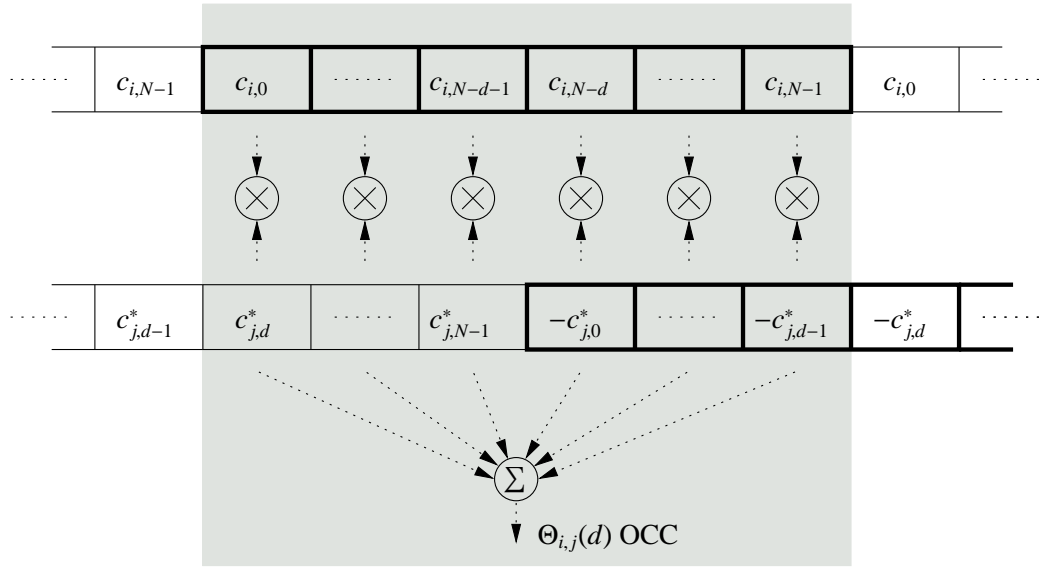 ...... c_{i,N−1} c_{i,0} ...... c_{i,N-d-1} c_{i,N-d} ...... c_{i,N−1} c_{i,0} ......
...... c^*_{j,d−1} c^*_{j,d} ...... c^*_{j,N−1} −c^*_{j,0} ...... −c^*_{j,d−1} −c^*_{j,d} ......
Σ
Θ_{i,j}(d) OCC